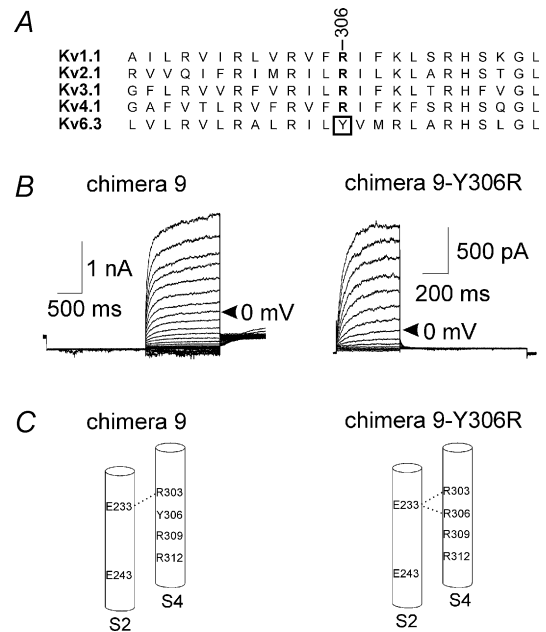 A
306
Kv1.1 A I L R V I R L V R V F R I F K L S R H S K G L
Kv2.1 R V V Q I F R I M R I L R I L K L A R H S T G L
Kv3.1 G F L R V V R F V R I L R I F K L T R H F V G L
Kv4.1 G A F V T L R V F R V F R I F K F S R H S Q G L
Kv6.3 L V L R V L R A L R I L Y V M R L A R H S L G L
B
chimera 9
chimera 9-Y306R
1 nA
500 ms
0 mV
500 pA
200 ms
0 mV
C
chimera 9
chimera 9-Y306R
E233
R303
Y306
R309
R312
E243
S4
S2
E233
R303
R306
R309
R312
E243
S4
S2